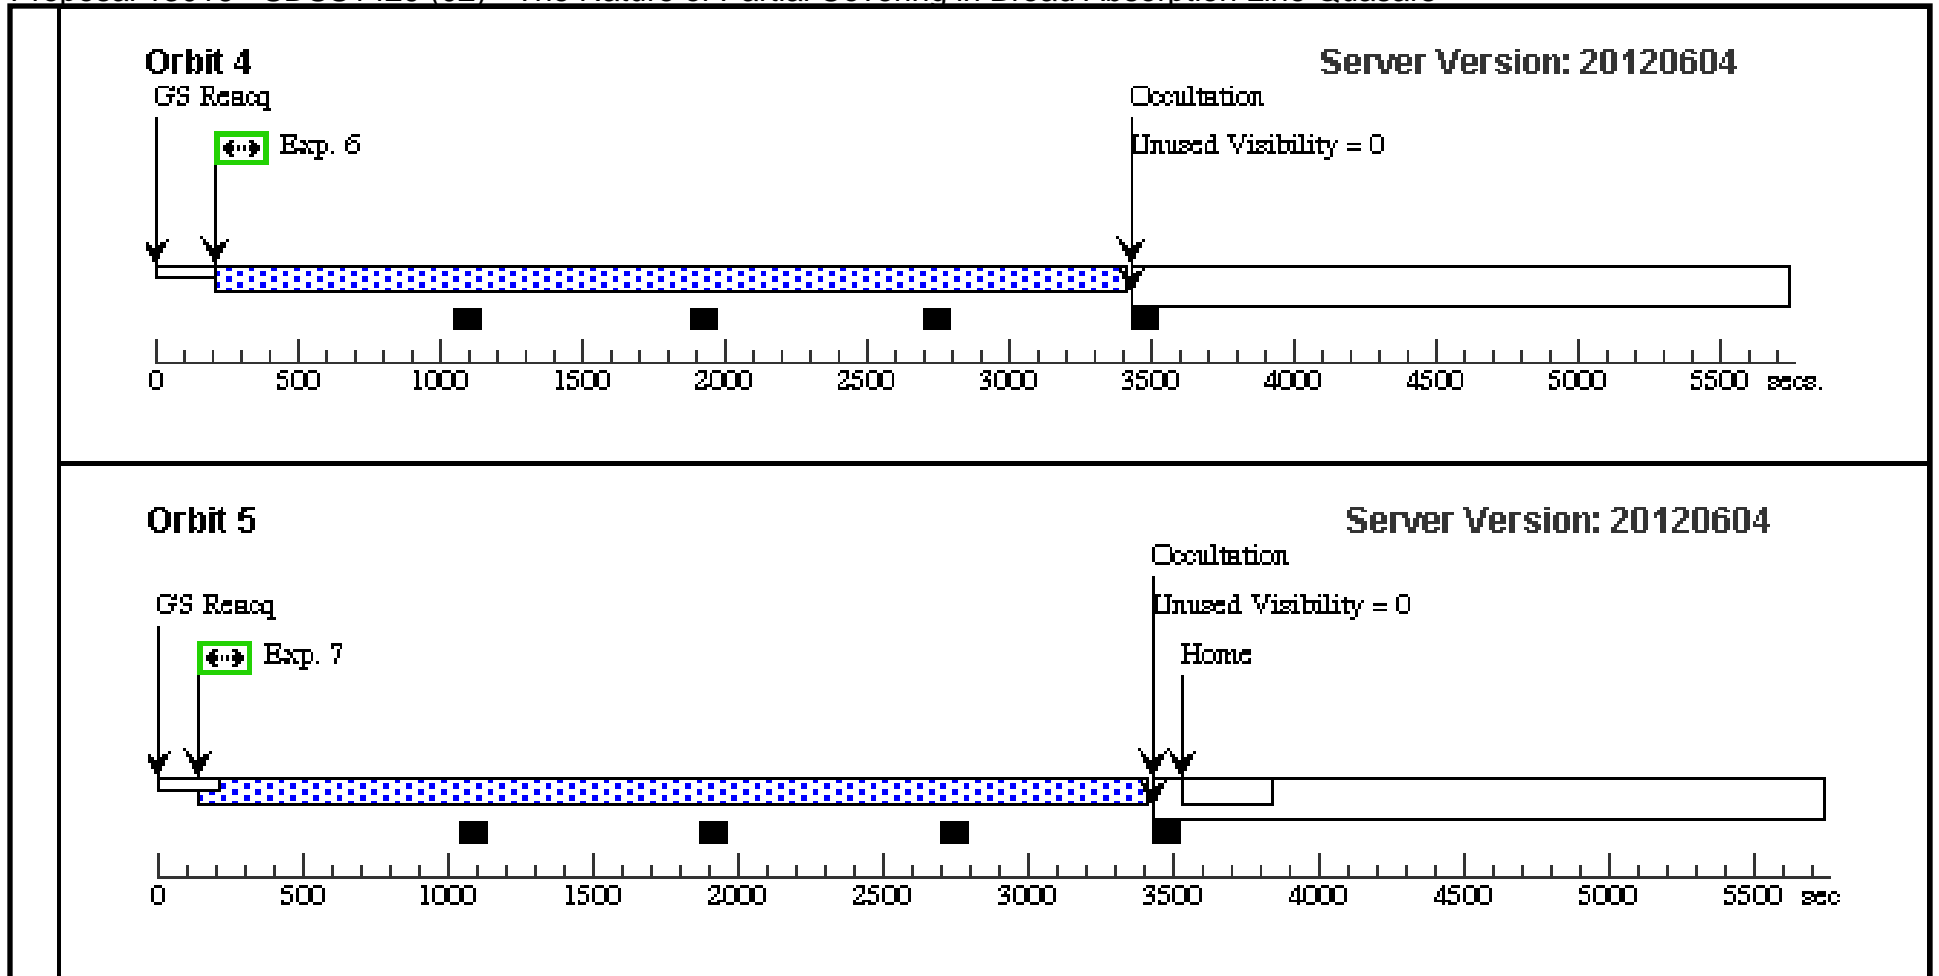 Orbit 4
Server Version: 20120604
GS Reacq
Occultation
Exp. 6
Unused Visibility = 0
0 500 1000 1500 2000 2500 3000 3500 4000 4500 5000 5500 secs.
Orbit 5
Server Version: 20120604
Occultation
GS Reacq
Unused Visibility = 0
Exp. 7
Home
0 500 1000 1500 2000 2500 3000 3500 4000 4500 5000 5500 sec